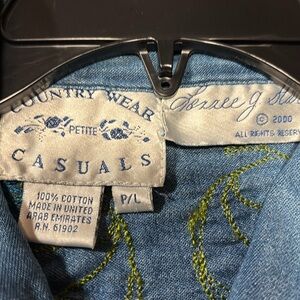 COUNTRY WEAR
PETITE
CASUALS
100% COTTON
MADE IN UNITED
ARAB EMIRATES
R.N. 61902
P/L
© 2000
ALL RIGHTS RESERV